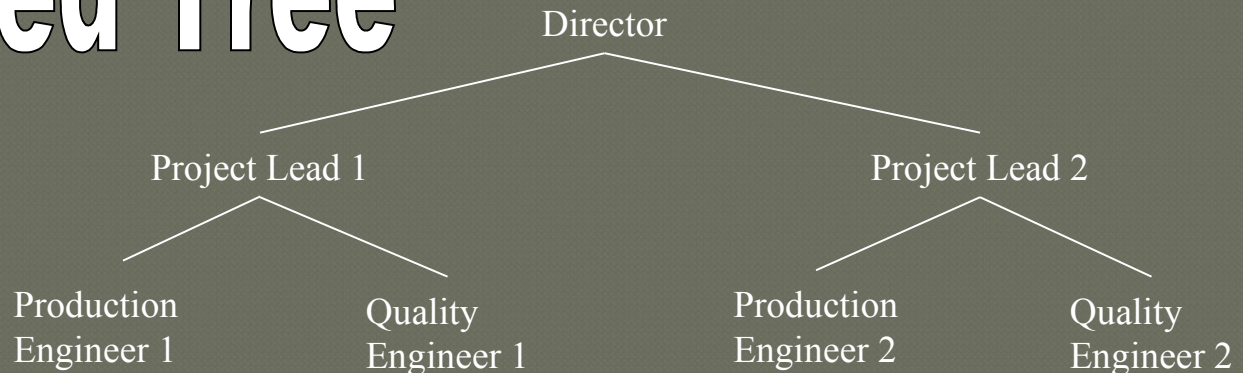 Tree
Director
Project Lead 1
Project Lead 2
Production
Engineer 1
Quality
Engineer 1
Production
Engineer 2
Quality
Engineer 2